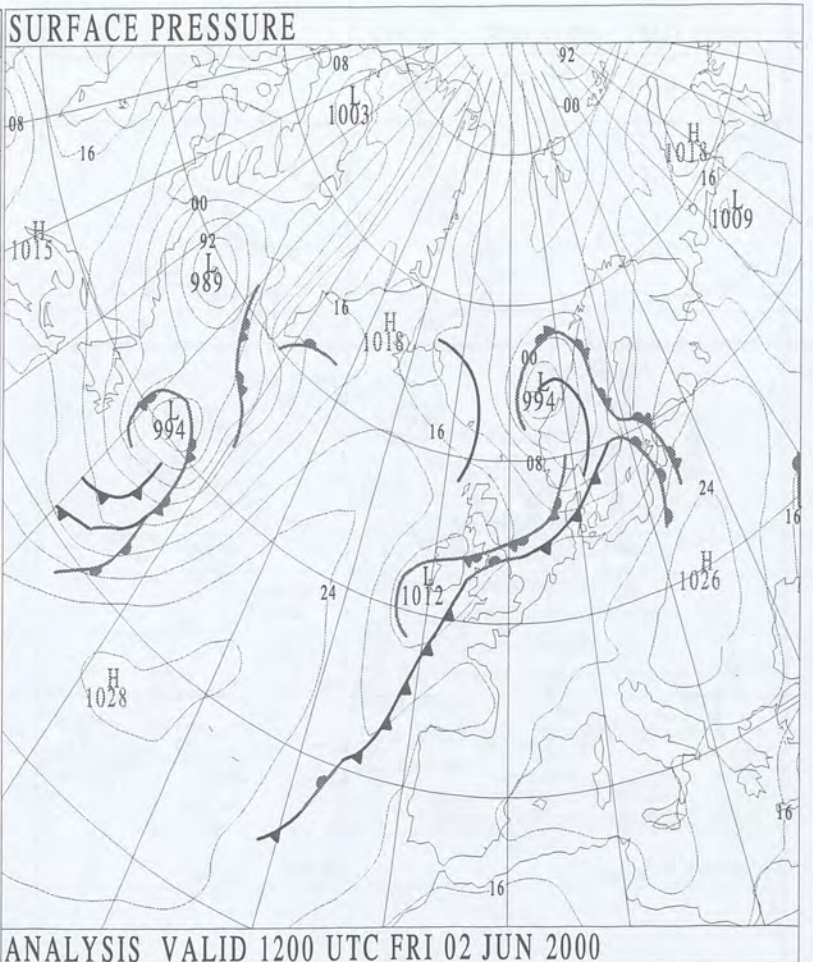 SURFACE PRESSURE
08
92
L
1003
00
08
16
H
1018
16
00
L
1009
H
1015
92
L
989
16
H
1018
00
L
994
L
994
16
08
24
16
H
1026
L
1012
24
H
1028
16
16
ANALYSIS VALID 1200 UTC FRI 02 JUN 2000